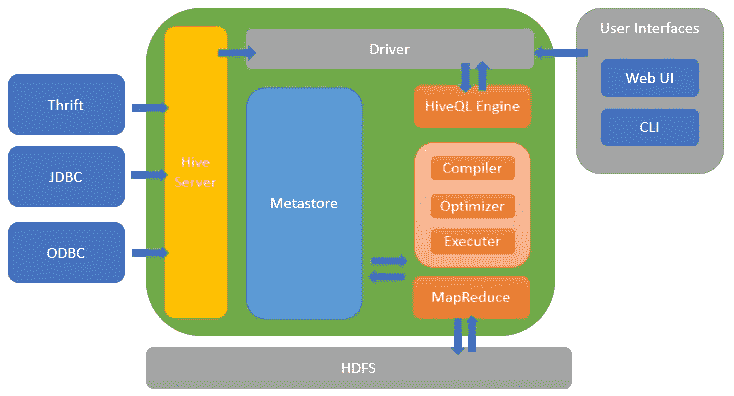 User Interfaces
Driver
Web UI
Thrift
HiveQL Engine
CLI
Hive
Server
JDBC
Compiler
Metastore
Optimizer
Executer
ODBC
MapReduce
HDFS